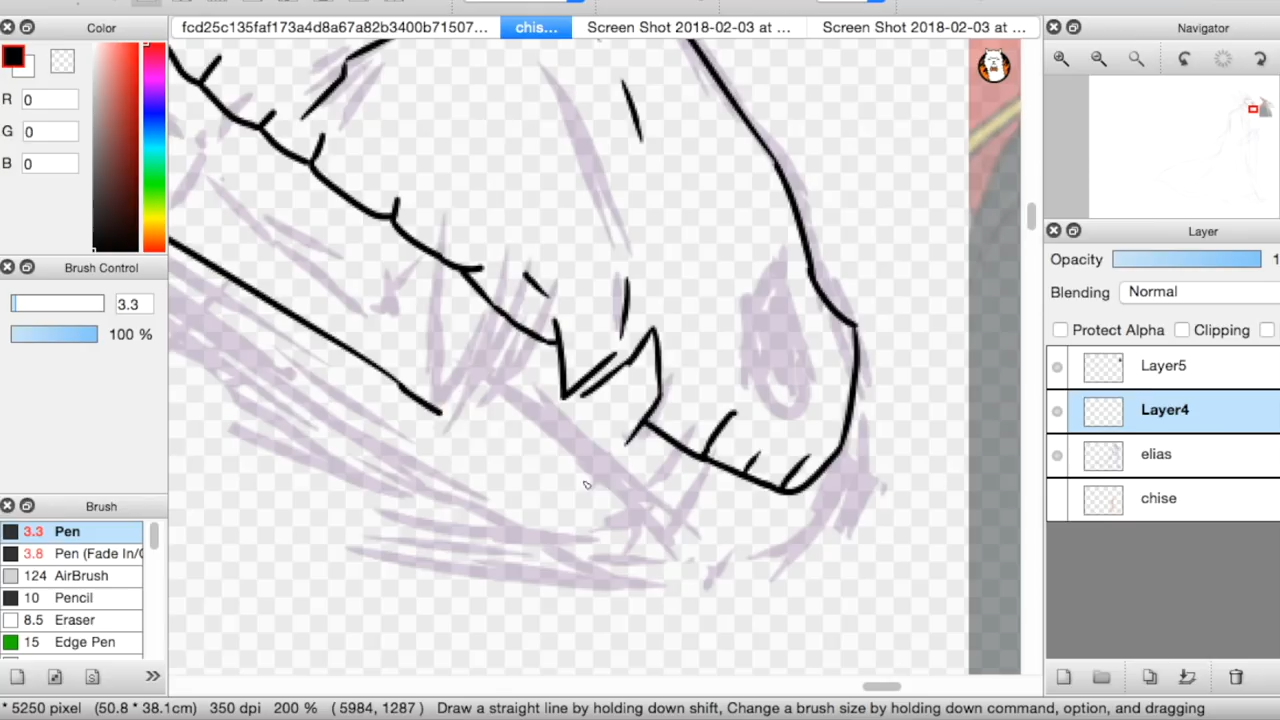 Color
fcd25c135faf173a4d8a67a82b3400b71507...
chis...
Screen Shot 2018-02-03 at ...
Screen Shot 2018-02-03 at ...
Navigator
R 0
G 0
B 0
Brush Control
3.3
100 %
Layer
Opacity 1
Blending Normal
Protect Alpha Clipping
Layer5
Layer4
elias
chise
Brush
3.3 Pen
3.8 Pen (Fade In/O
124 AirBrush
10 Pencil
8.5 Eraser
15 Edge Pen
* 5250 pixel (50.8 * 38.1cm) 350 dpi 200 % (5984, 1287) Draw a straight line by holding down shift, Change a brush size by holding down command, option, and dragging